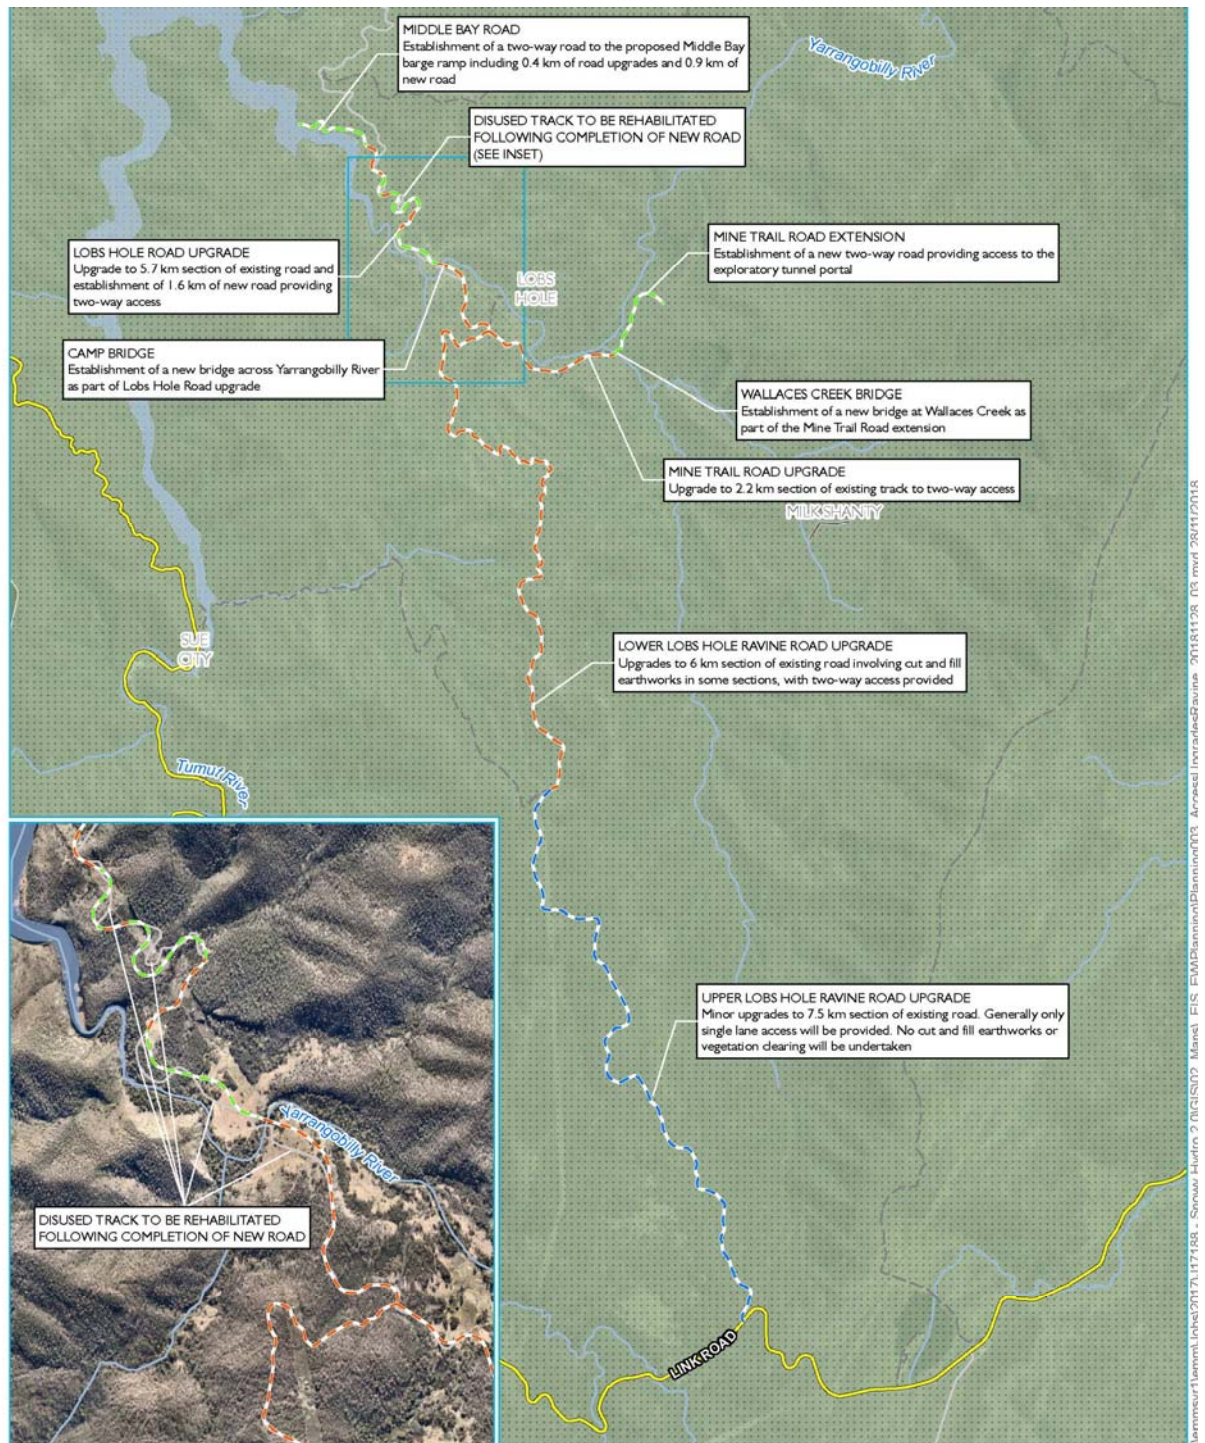 MIDDLE BAY ROAD
Establishment of a two-way road to the proposed Middle Bay
barge ramp including 0.4 km of road upgrades and 0.9 km of
new road
Yarrangobilly River
DISUSED TRACK TO BE REHABILITATED
FOLLOWING COMPLETION OF NEW ROAD
(SEE INSET)
MINE TRAIL ROAD EXTENSION
Establishment of a new two-way road providing access to the
exploratory tunnel portal
LOBS HOLE ROAD UPGRADE
Upgrade to 5.7 km section of existing road and
establishment of 1.6 km of new road providing
two-way access
LOBS
HOLE
CAMP BRIDGE
Establishment of a new bridge across Yarrangobilly River
as part of Lobs Hole Road upgrade
WALLACES CREEK BRIDGE
Establishment of a new bridge at Wallaces Creek as
part of the Mine Trail Road extension
MINE TRAIL ROAD UPGRADE
Upgrade to 2.2 km section of existing track to two-way access
MILK SHANTY
SUE
CITY
LOWER LOBS HOLE RAVINE ROAD UPGRADE
Upgrades to 6 km section of existing road involving cut and fill
earthworks in some sections, with two-way access provided
Tumut River
UPPER LOBS HOLE RAVINE ROAD UPGRADE
Minor upgrades to 7.5 km section of existing road. Generally only
single lane access will be provided. No cut and fill earthworks or
vegetation clearing will be undertaken
Yarrangobilly River
DISUSED TRACK TO BE REHABILITATED
FOLLOWING COMPLETION OF NEW ROAD
LINK ROAD